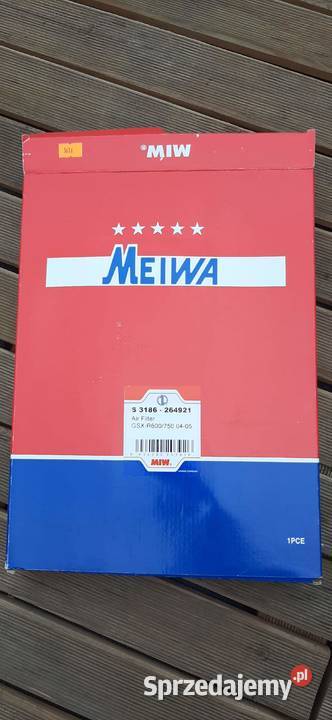 MIW®
MEIWA
S 3186 - 264921
Air Filter
GSX-R600/750 04-05
MIW
1PCE
Sprzedajemy.pl